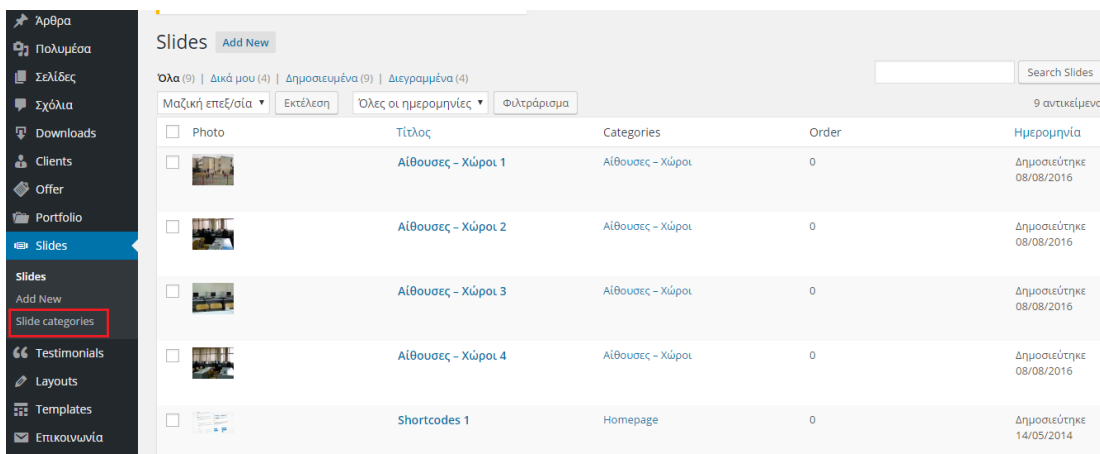 Άρθρα
Πολυμέσα
Σελίδες
Σχόλια
Downloads
Clients
Offer
Portfolio
Slides
Slides
Add New
Slide categories
Testimonials
Layouts
Templates
Επικοινωνία
Slides Add New
Όλα (9) | Δικά μου (4) | Δημοσιευμένα (9) | Διεγραμμένα (4)
Search Slides
Μαζική επεξ/σία Εκτέλεση Όλες οι ημερομηνίες Φιλτράρισμα
9 αντικείμενα
Photo Τίτλος Categories Order Ημερομηνία
Αίθουσες – Χώροι 1 Αίθουσες – Χώροι 0 Δημοσιεύτηκε
08/08/2016
Αίθουσες – Χώροι 2 Αίθουσες – Χώροι 0 Δημοσιεύτηκε
08/08/2016
Αίθουσες – Χώροι 3 Αίθουσες – Χώροι 0 Δημοσιεύτηκε
08/08/2016
Αίθουσες – Χώροι 4 Αίθουσες – Χώροι 0 Δημοσιεύτηκε
08/08/2016
Shortcodes 1 Homepage 0 Δημοσιεύτηκε
14/05/2014